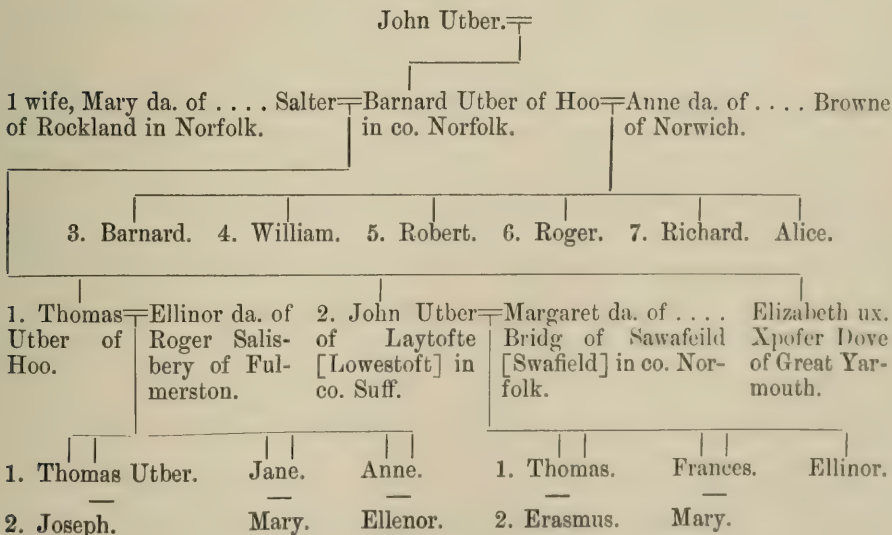 John Utber.
1 wife, Mary da. of .... Salter Barnard Utber of Hoo Anne da. of .... Browne
of Rockland in Norfolk. in co. Norfolk. of Norwich.
3. Barnard. 4. William. 5. Robert. 6. Roger. 7. Richard. Alice.
1. Thomas Ellinor da. of 2. John Utber Margaret da. of .... Elizabeth ux.
Utber of Roger Salis- of Laytofte Bridg of Sawafeild Xpofer Dove
Hoo. bery of Ful- [Lowestoft] in [Swafield] in co. Nor- of Great Yar-
merston. co. Suff. folk. mouth.
1. Thomas Utber. Jane. Anne. 1. Thomas. Frances. Ellinor.
2. Joseph. Mary. Ellenor. 2. Erasmus. Mary.